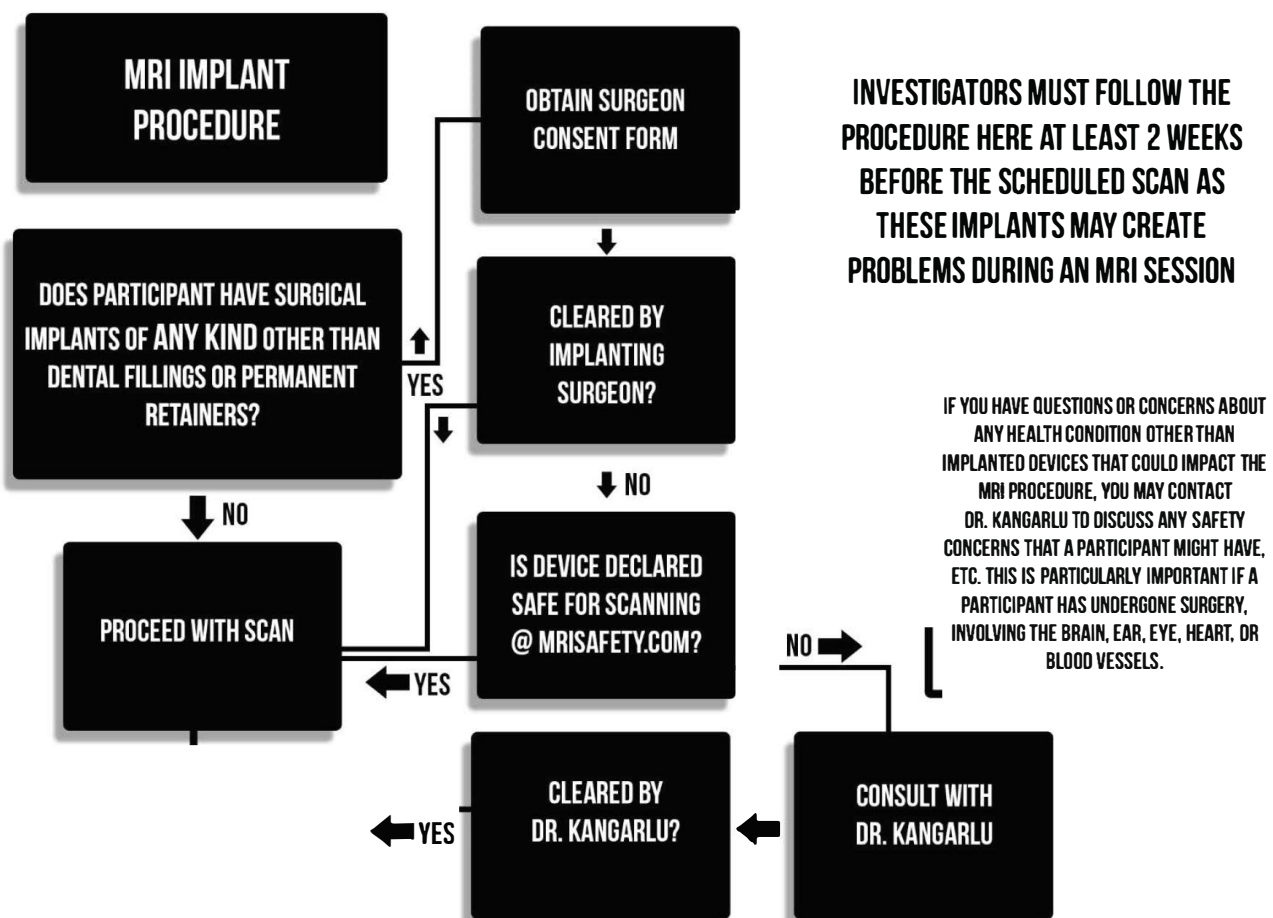 MRI IMPLANT
PROCEDURE
OBTAIN SURGEON
CONSENT FORM
INVESTIGATORS MUST FOLLOW THE
PROCEDURE HERE AT LEAST 2 WEEKS
BEFORE THE SCHEDULED SCAN AS
THESE IMPLANTS MAY CREATE
PROBLEMS DURING AN MRI SESSION
DOES PARTICIPANT HAVE SURGICAL
IMPLANTS OF ANY KIND OTHER THAN
DENTAL FILLINGS OR PERMANENT
RETAINERS?
YES
CLEARED BY
IMPLANTING
SURGEON?
NO
NO
PROCEED WITH SCAN
IS DEVICE DECLARED
SAFE FOR SCANNING
@ MRISAFETY.COM?
YES
NO
IF YOU HAVE QUESTIONS OR CONCERNS ABOUT
ANY HEALTH CONDITION OTHER THAN
IMPLANTED DEVICES THAT COULD IMPACT THE
MRI PROCEDURE, YOU MAY CONTACT
DR. KANGARLU TO DISCUSS ANY SAFETY
CONCERNS THAT A PARTICIPANT MIGHT HAVE,
ETC. THIS IS PARTICULARLY IMPORTANT IF A
PARTICIPANT HAS UNDERGONE SURGERY,
INVOLVING THE BRAIN, EAR, EYE, HEART, OR
BLOOD VESSELS.
CONSULT WITH
DR. KANGARLU
CLEARED BY
DR. KANGARLU?
YES